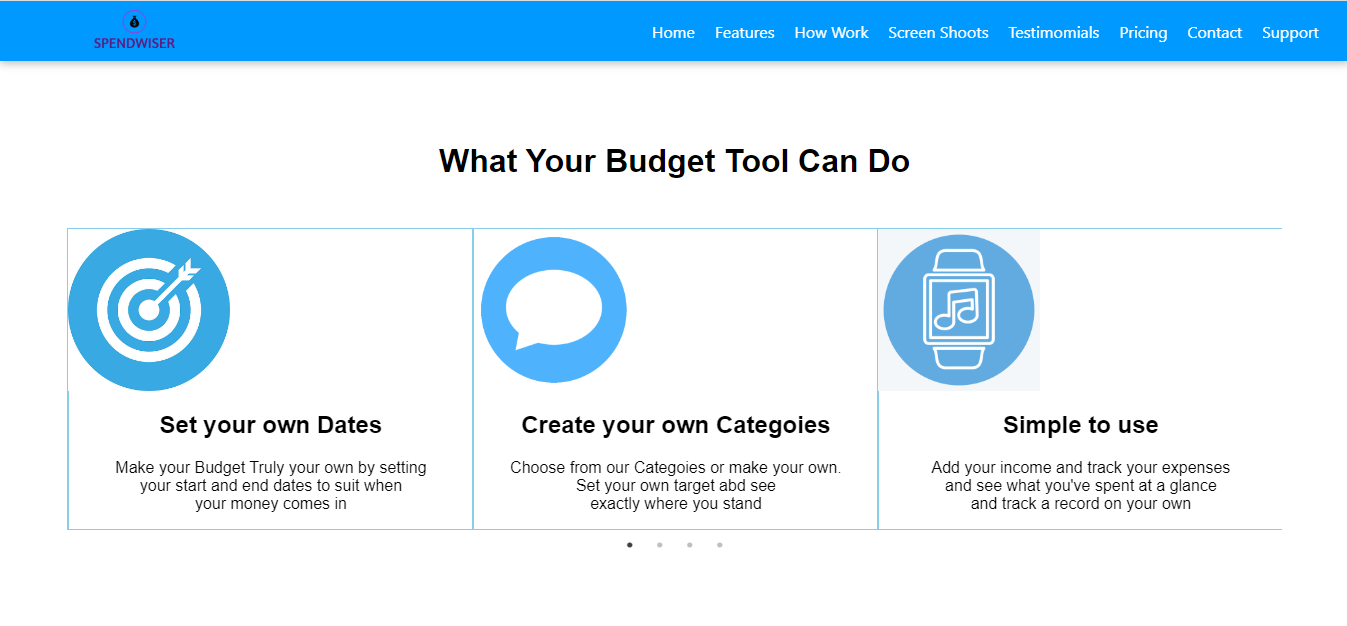 SPENDWISER
Home Features How Work Screen Shoots Testimomials Pricing Contact Support
What Your Budget Tool Can Do
Set your own Dates
Make your Budget Truly your own by setting
your start and end dates to suit when
your money comes in
Create your own Categoies
Choose from our Categoies or make your own.
Set your own target abd see
exactly where you stand
Simple to use
Add your income and track your expenses
and see what you've spent at a glance
and track a record on your own